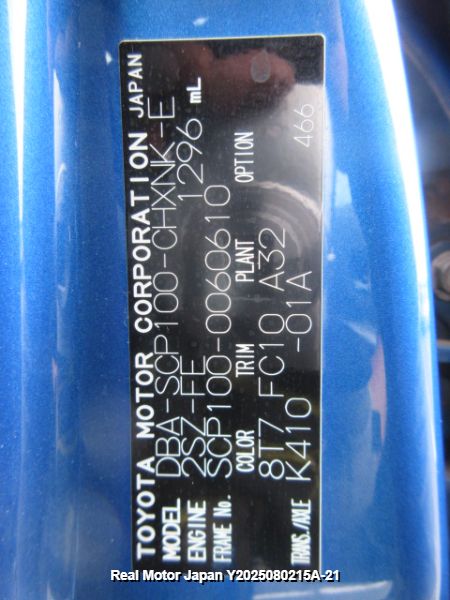 TOYOTA MOTOR CORPORATION JAPAN
MODEL DBA-SCP100-CHXNK-E
ENGINE 2SZ-FE 1296 mL
FRAME No. SCP100-0060610
COLOR TRIM PLANT OPTION
8T7 FC10 A32 466
TRANS./AXLE K410 -01A
Real Motor Japan Y2025080215A-21